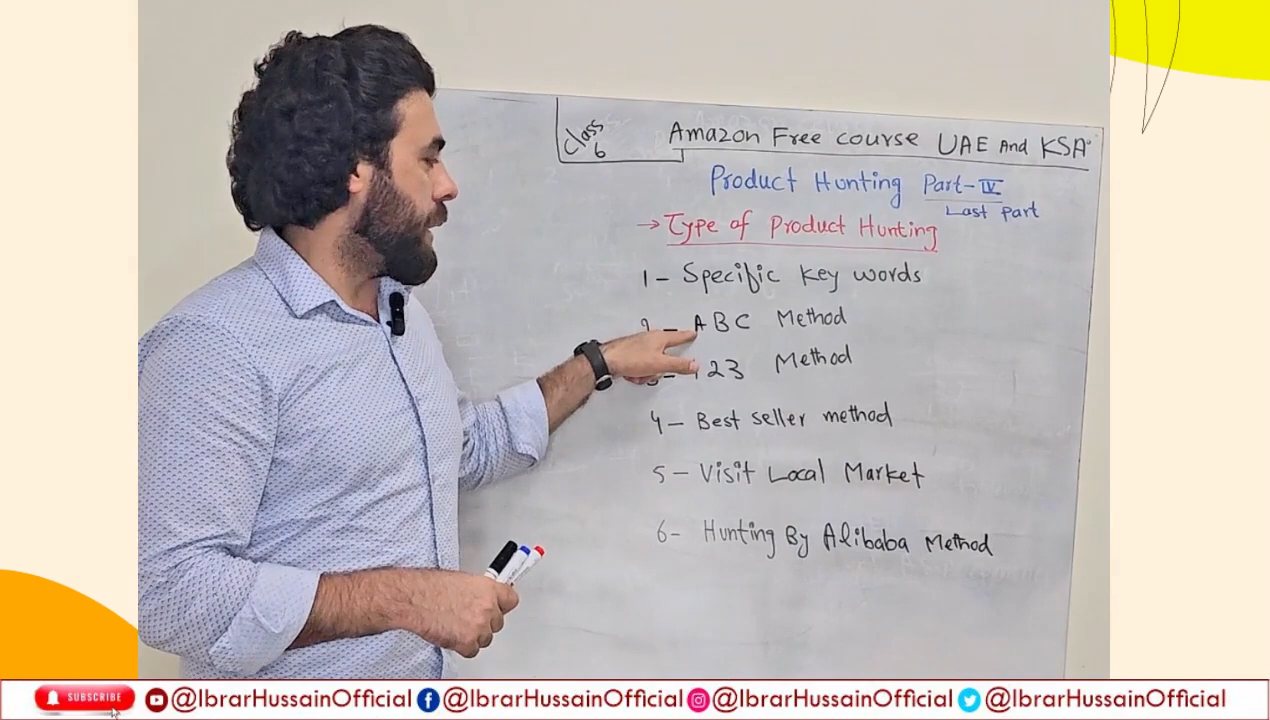 Class
6
Amazon Free course UAE And KSA
Product Hunting Part-IV
Last part
→ Type of Product Hunting
1- Specific Key words
2- ABC Method
3- 123 Method
4- Best seller method
5- Visit Local Market
6- Hunting By Alibaba Method
SUBSCRIBE @IbrarHussainOfficial @IbrarHussainOfficial @IbrarHussainOfficial @IbrarHussainOfficial